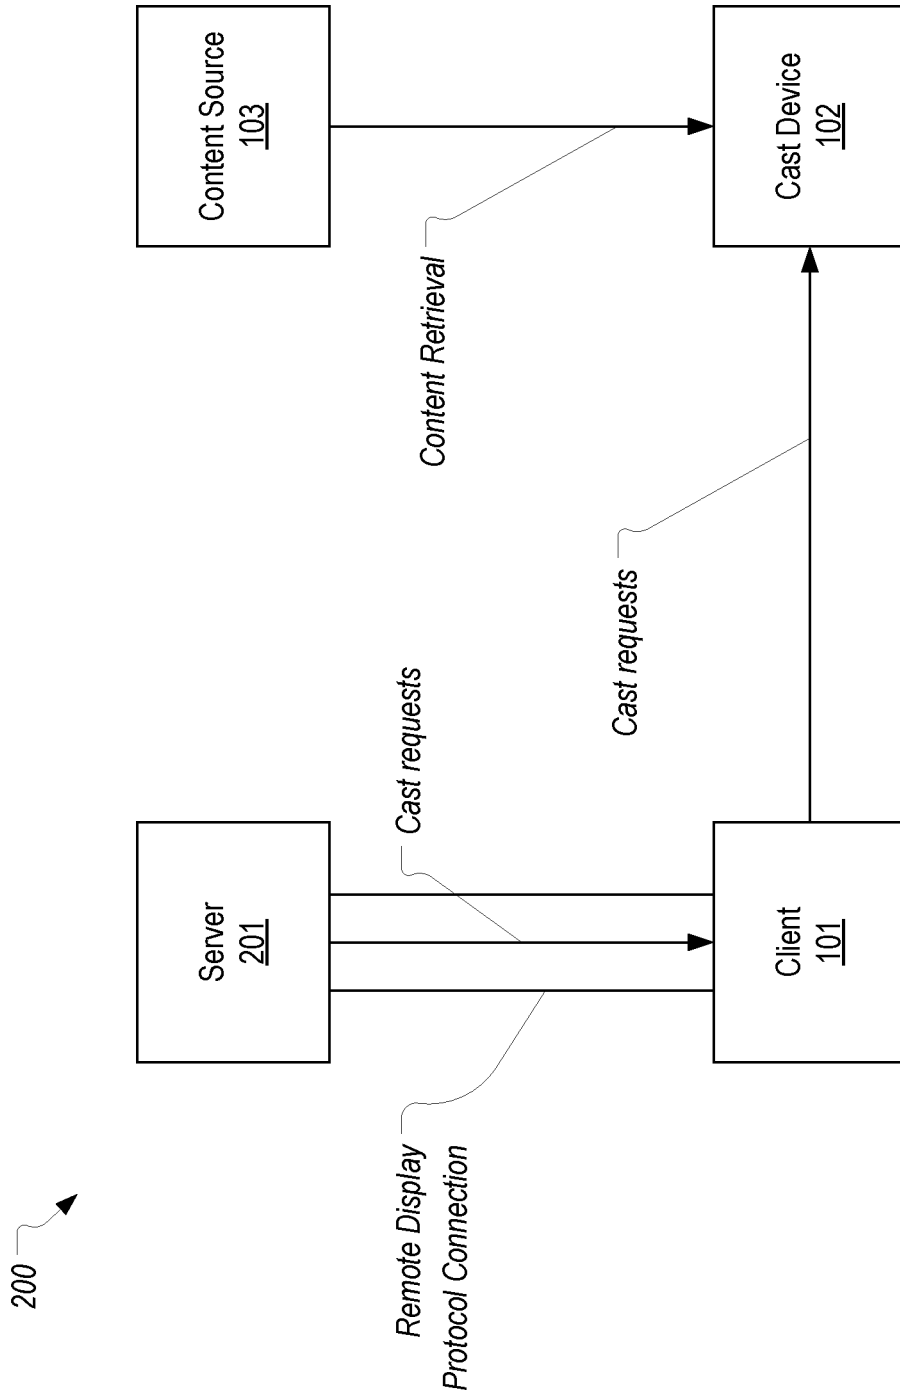 200
Server
201
Content Source
103
Remote Display
Protocol Connection
Cast requests
Content Retrieval
Cast requests
Client
101
Cast Device
102